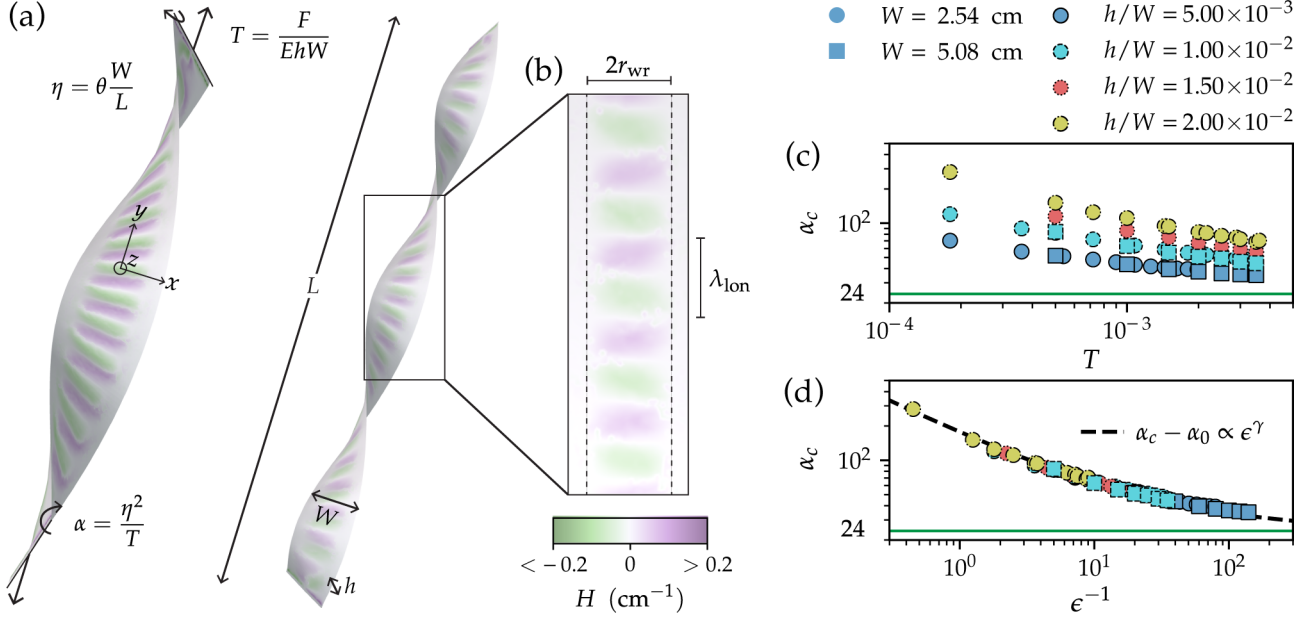 (a)
T = F / EhW
η = θ W / L
y
z
x
α = η² / T
L
W
h
(b)
2r_wr
λ_lon
< −0.2 0 > 0.2
H (cm⁻¹)
W = 2.54 cm
W = 5.08 cm
h/W = 5.00×10⁻³
h/W = 1.00×10⁻²
h/W = 1.50×10⁻²
h/W = 2.00×10⁻²
(c)
α_c
10²
24
10⁻⁴ 10⁻³
T
(d)
α_c − α₀ ∝ ϵ^γ
α_c
10²
24
10⁰ 10¹ 10²
ϵ⁻¹